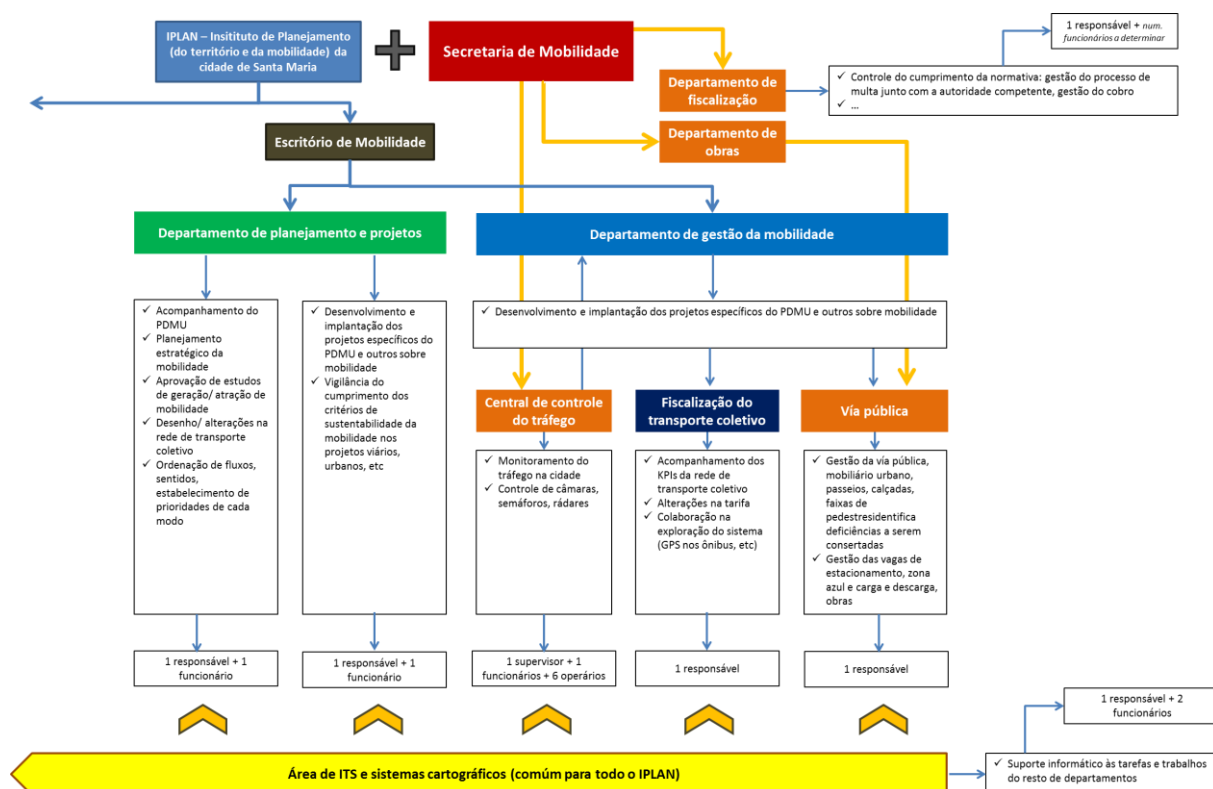 IPLAN – Insitituto de Planejamento
(do território e da mobilidade) da
cidade de Santa Maria
Secretaria de Mobilidade
1 responsável + num.
funcionários a determinar
Departamento de
fiscalização
✓ Controle do cumprimento da normativa: gestão do processo de
multa junto com a autoridade competente, gestão do cobro
✓ ...
Departamento de
obras
Escritório de Mobilidade
Departamento de planejamento e projetos
Departamento de gestão da mobilidade
✓ Acompanhamento do
PDMU
✓ Planejamento
estratégico da
mobilidade
✓ Aprovação de estudos
de geração/ atração de
mobilidade
✓ Desenho/ alterações na
rede de transporte
coletivo
✓ Ordenação de fluxos,
sentidos,
estabelecimento de
prioridades de cada
modo
✓ Desenvolvimento e
implantação dos
projetos específicos do
PDMU e outros sobre
mobilidade
✓ Vigilância do
cumprimento dos
critérios de
sustentabilidade da
mobilidade nos
projetos viários,
urbanos, etc
✓ Desenvolvimento e implantação dos projetos específicos do PDMU e outros sobre mobilidade
Central de controle
do tráfego
Fiscalização do
transporte coletivo
Vía pública
✓ Monitoramento do
tráfego na cidade
✓ Controle de câmaras,
semáforos, rádares
✓ Acompanhamento dos
KPIs da rede de
transporte coletivo
✓ Alterações na tarifa
✓ Colaboração na
exploração do sistema
(GPS nos ônibus, etc)
✓ Gestão da vía pública,
mobiliário urbano,
passeios, calçadas,
faixas de
pedestresidentifica
deficiências a serem
consertadas
✓ Gestão das vagas de
estacionamento, zona
azul e carga e descarga,
obras
1 responsável + 1
funcionário
1 responsável + 1
funcionário
1 supervisor + 1
funcionários + 6 operários
1 responsável
1 responsável
1 responsável + 2
funcionários
Área de ITS e sistemas cartográficos (comúm para todo o IPLAN)
✓ Suporte informático às tarefas e trabalhos
do resto de departamentos